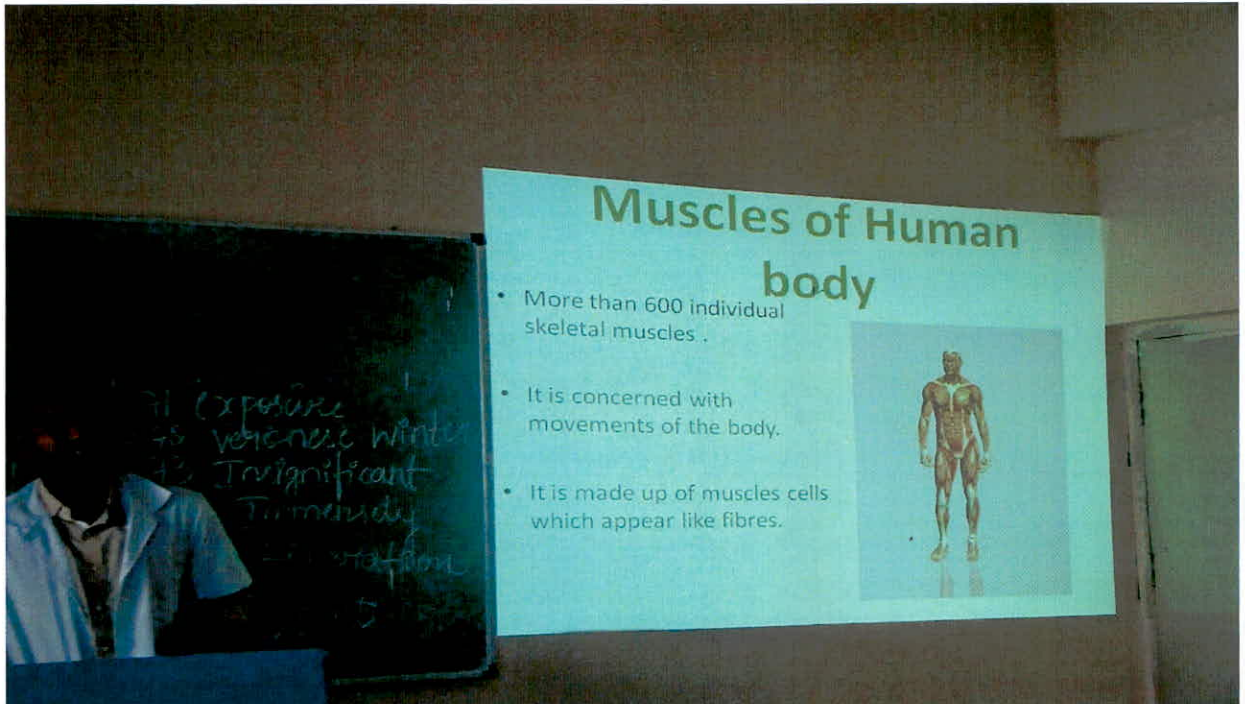 exposure
winter
Insignificant
Immensely
Muscles of Human
body
• More than 600 individual
skeletal muscles .
• It is concerned with
movements of the body.
• It is made up of muscles cells
which appear like fibres.